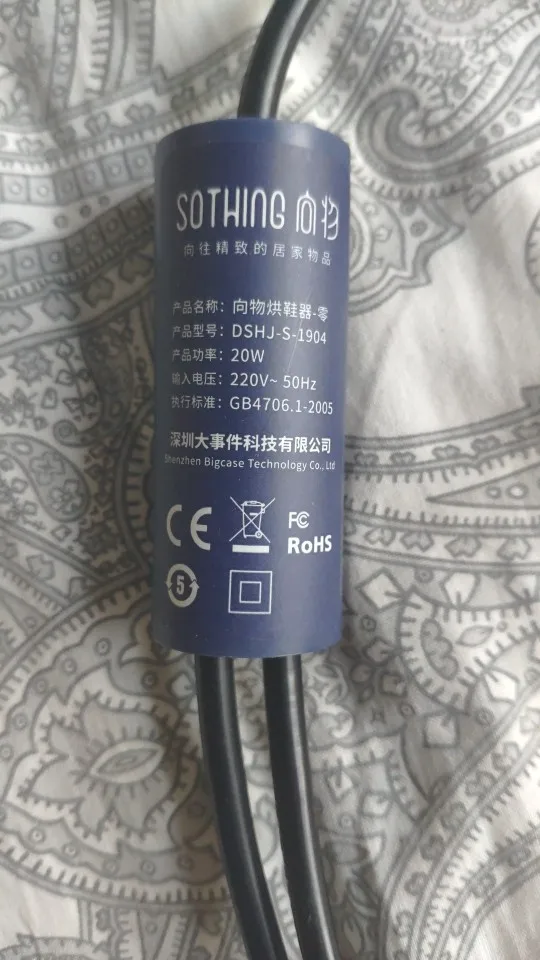 SOTHING 向物
向往精致的居家物品
产品名称：向物烘鞋器-零
产品型号：DSHJ-S-1904
产品功率：20W
输入电压：220V~ 50Hz
执行标准：GB4706.1-2005
深圳大事件科技有限公司
Shenzhen Bigcase Technology Co., Ltd
CE
FC
RoHS
5